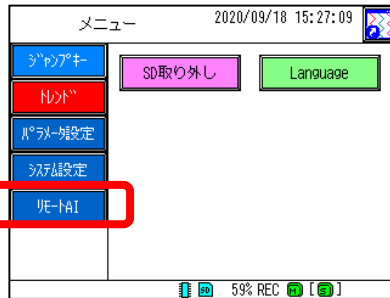 メニュー
2020/09/18 15:27:09
ｼﾞｬﾝﾌﾟｷｰ
SD取り外し
Language
ﾄﾚﾝﾄﾞ
ﾊﾟﾗﾒｰﾀ設定
ｼｽﾃﾑ設定
ﾘﾓｰﾄAI
SD 59% REC M [S]